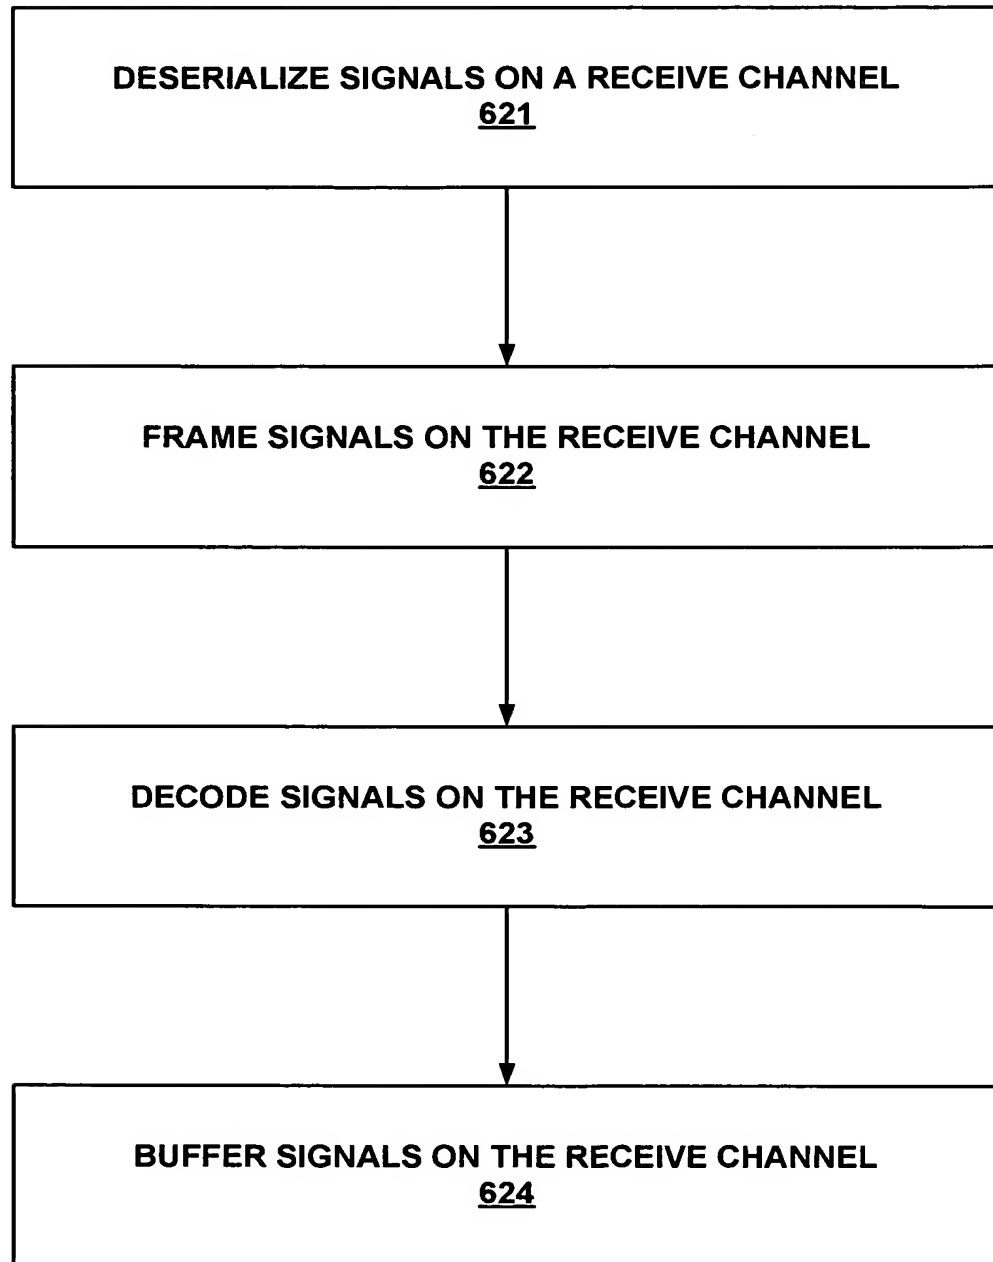 DESERIALIZE SIGNALS ON A RECEIVE CHANNEL
621
FRAME SIGNALS ON THE RECEIVE CHANNEL
622
DECODE SIGNALS ON THE RECEIVE CHANNEL
623
BUFFER SIGNALS ON THE RECEIVE CHANNEL
624